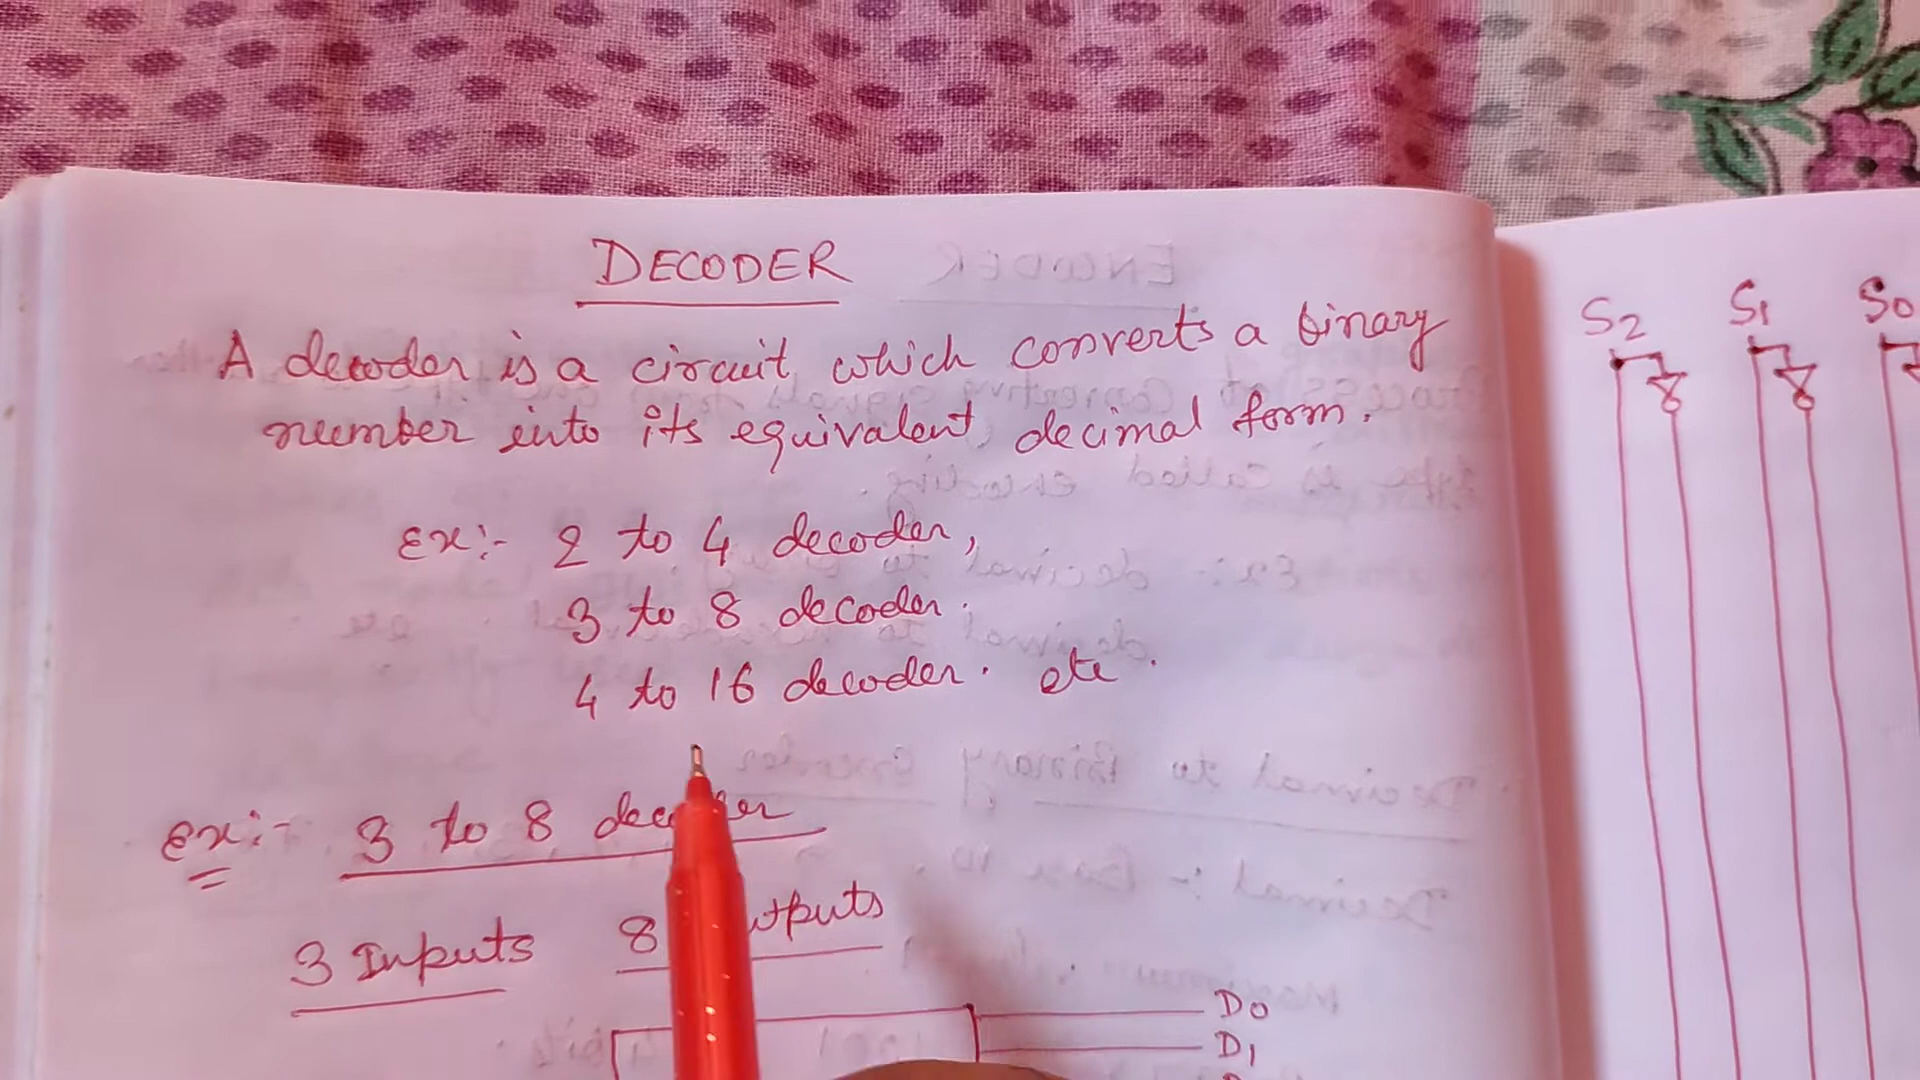 DECODER
A decoder is a circuit which converts a binary
number into its equivalent decimal form.
Ex:- 2 to 4 decoder,
3 to 8 decoder.
4 to 16 decoder. etc.
Ex:- 3 to 8 decoder
3 Inputs 8
D0
D1
S2 S1 S0